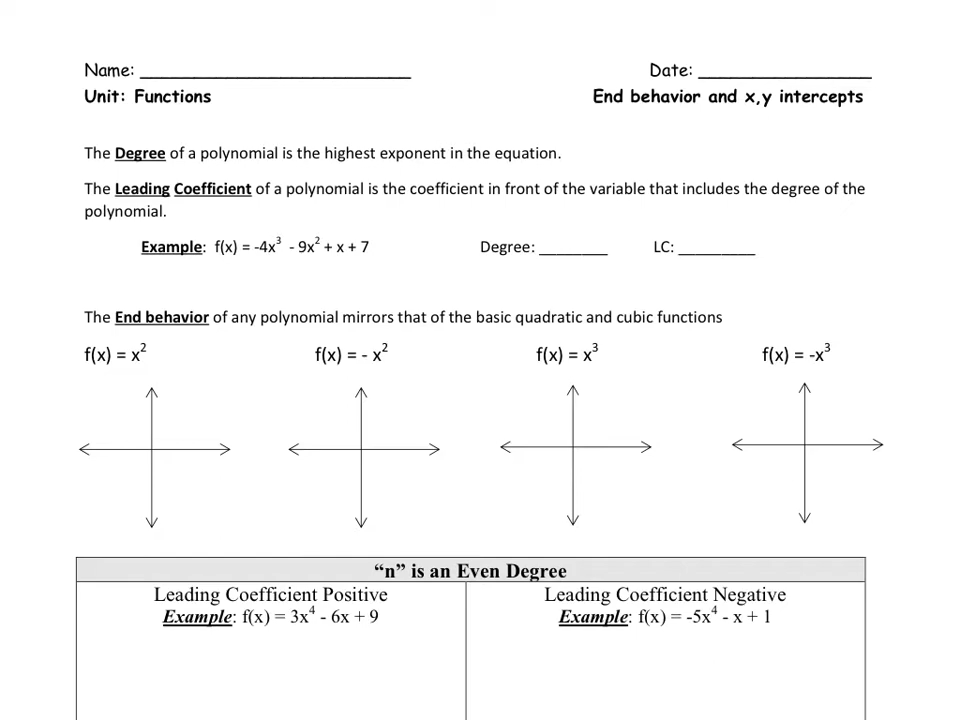 Name: ____________________________ Date: __________________
Unit: Functions End behavior and x,y intercepts
The Degree of a polynomial is the highest exponent in the equation.
The Leading Coefficient of a polynomial is the coefficient in front of the variable that includes the degree of the
polynomial.
Example: f(x) = -4x³ - 9x² + x + 7 Degree: ________ LC: _________
The End behavior of any polynomial mirrors that of the basic quadratic and cubic functions
f(x) = x² f(x) = - x² f(x) = x³ f(x) = -x³
“n” is an Even Degree
Leading Coefficient Positive Leading Coefficient Negative
Example: f(x) = 3x⁴ - 6x + 9 Example: f(x) = -5x⁴ - x + 1